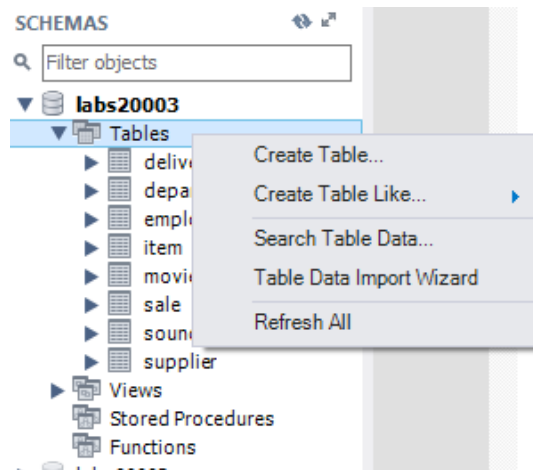 SCHEMAS
Filter objects
labs20003
Tables
Create Table...
Create Table Like...
Search Table Data...
Table Data Import Wizard
Refresh All
item
sale
supplier
Views
Stored Procedures
Functions